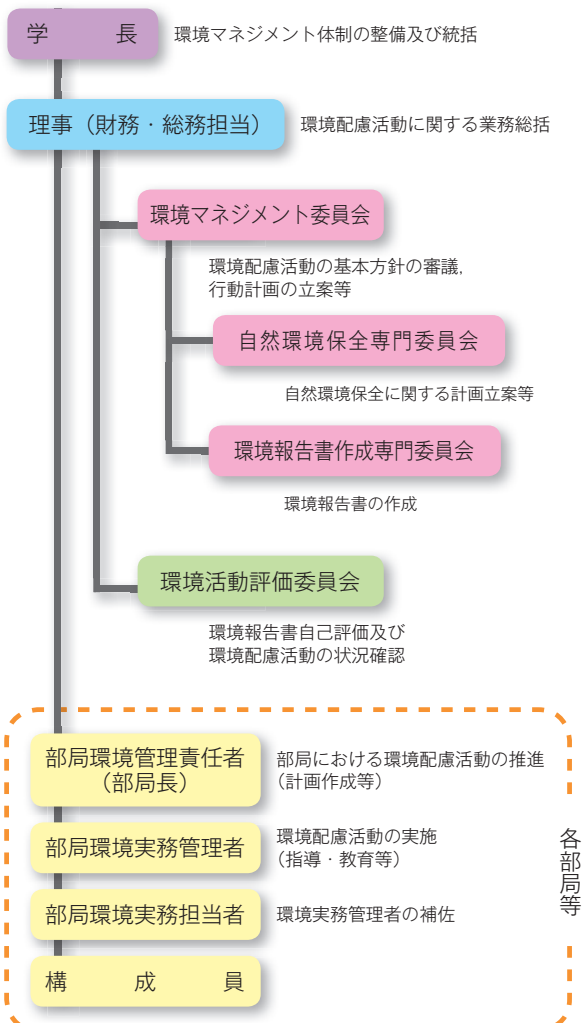 学　　長
環境マネジメント体制の整備及び統括
理事（財務・総務担当）
環境配慮活動に関する業務総括
環境マネジメント委員会
環境配慮活動の基本方針の審議,
行動計画の立案等
自然環境保全専門委員会
自然環境保全に関する計画立案等
環境報告書作成専門委員会
環境報告書の作成
環境活動評価委員会
環境報告書自己評価及び
環境配慮活動の状況確認
部局環境管理責任者
（部局長）
部局における環境配慮活動の推進
（計画作成等）
部局環境実務管理者
環境配慮活動の実施
（指導・教育等）
部局環境実務担当者
環境実務管理者の補佐
構　成　員
各部局等